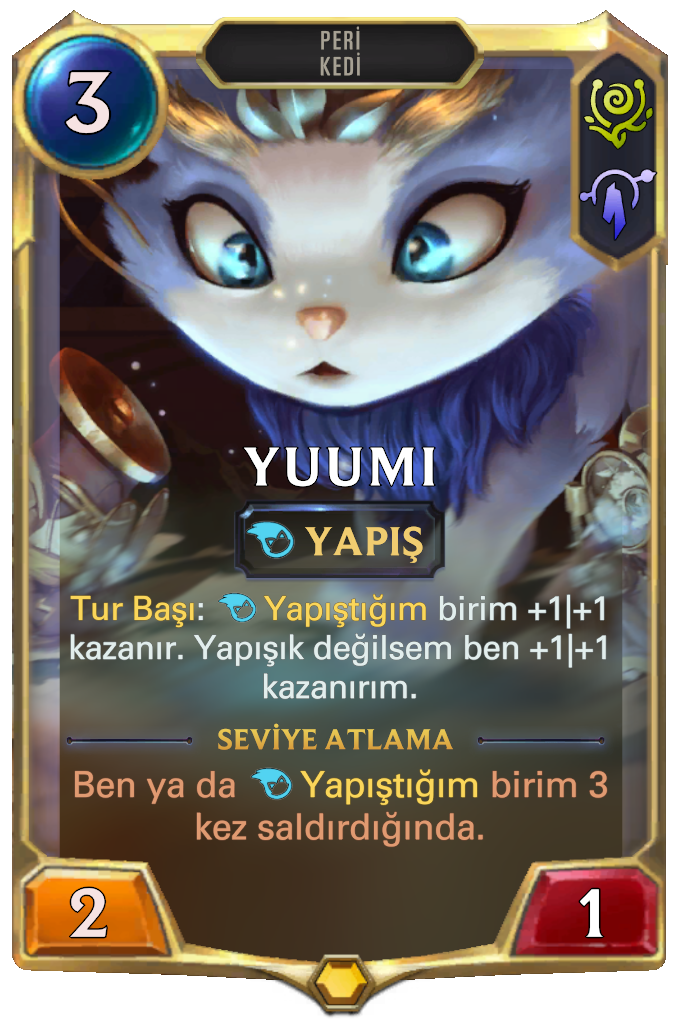 PERİ
KEDİ
3
YUUMI
YAPIŞ
Tur Başı: Yapıştığım birim +1|+1
kazanır. Yapışık değilsem ben +1|+1
kazanırım.
SEVİYE ATLAMA
Ben ya da Yapıştığım birim 3
kez saldırdığında.
2
1